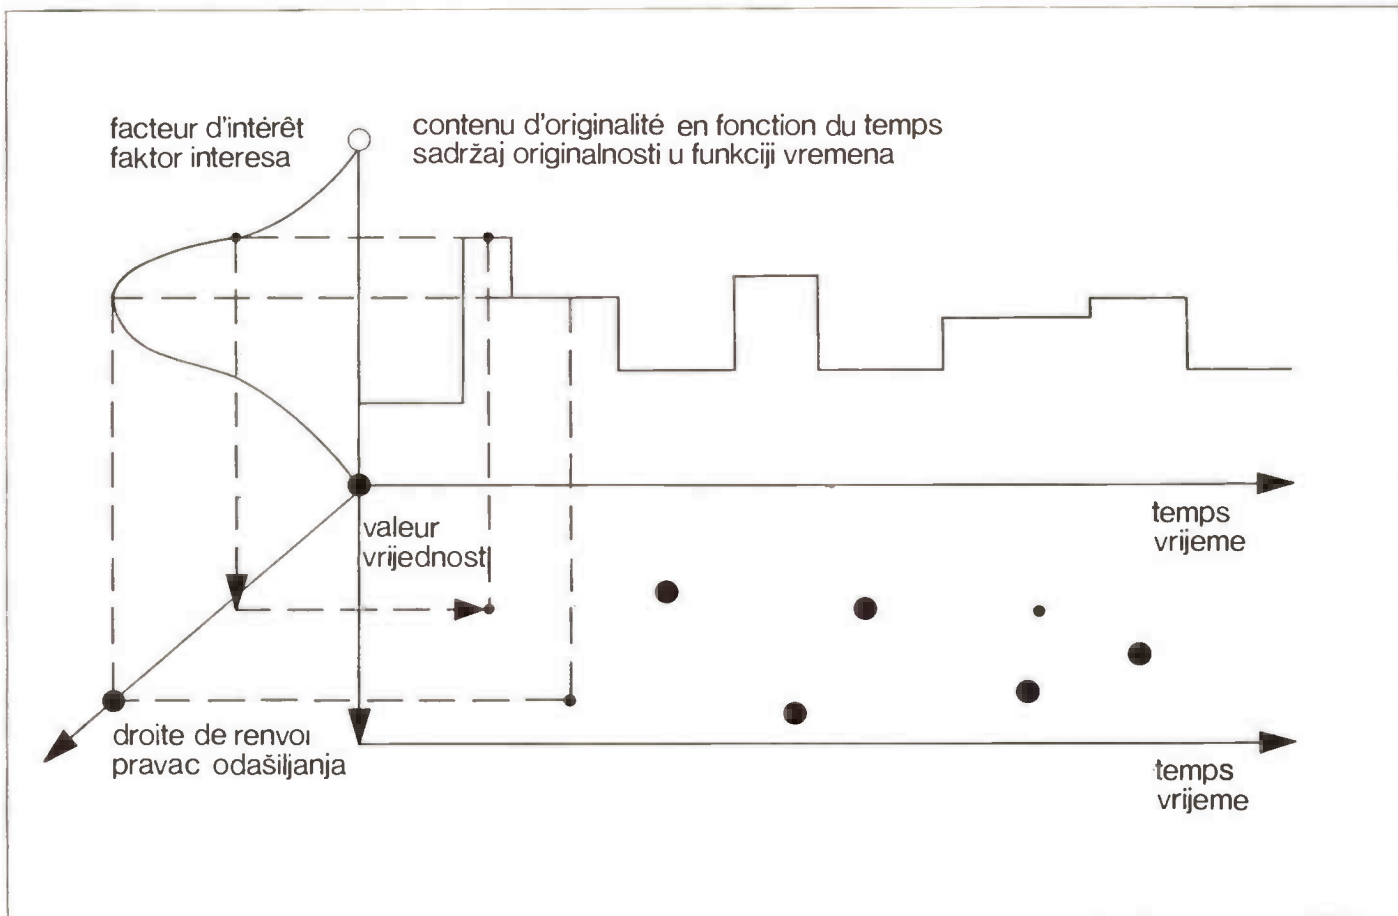 facteur d'intérêt
faktor interesa
contenu d'originalité en fonction du temps
sadržaj originalnosti u funkciji vremena
valeur
vrijednost
temps
vrijeme
droite de renvoi
pravac odašiljanja
temps
vrijeme